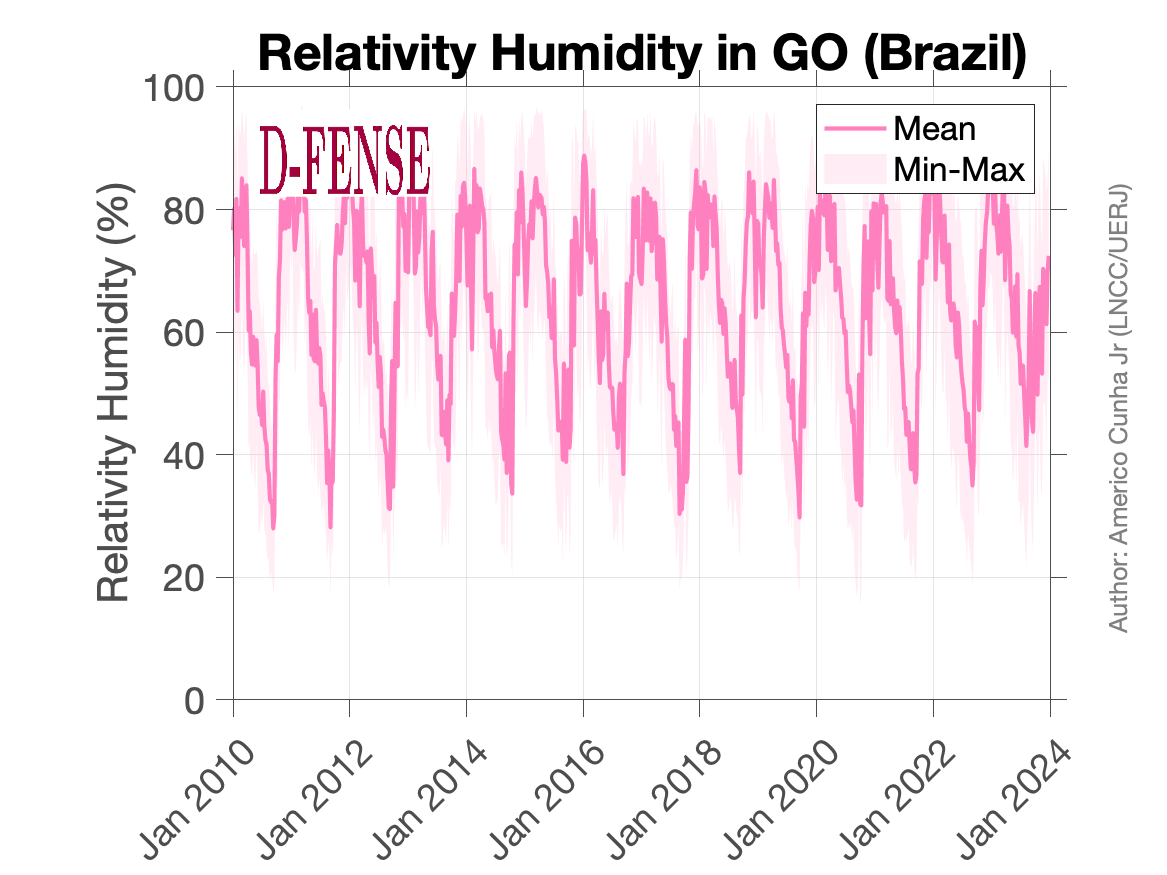 Relativity Humidity in GO (Brazil)
D-FENSE
Mean
Min-Max
Relativity Humidity (%)
100
80
60
40
20
0
Jan 2010
Jan 2012
Jan 2014
Jan 2016
Jan 2018
Jan 2020
Jan 2022
Jan 2024
Author: Americo Cunha Jr (LNCC/UERJ)